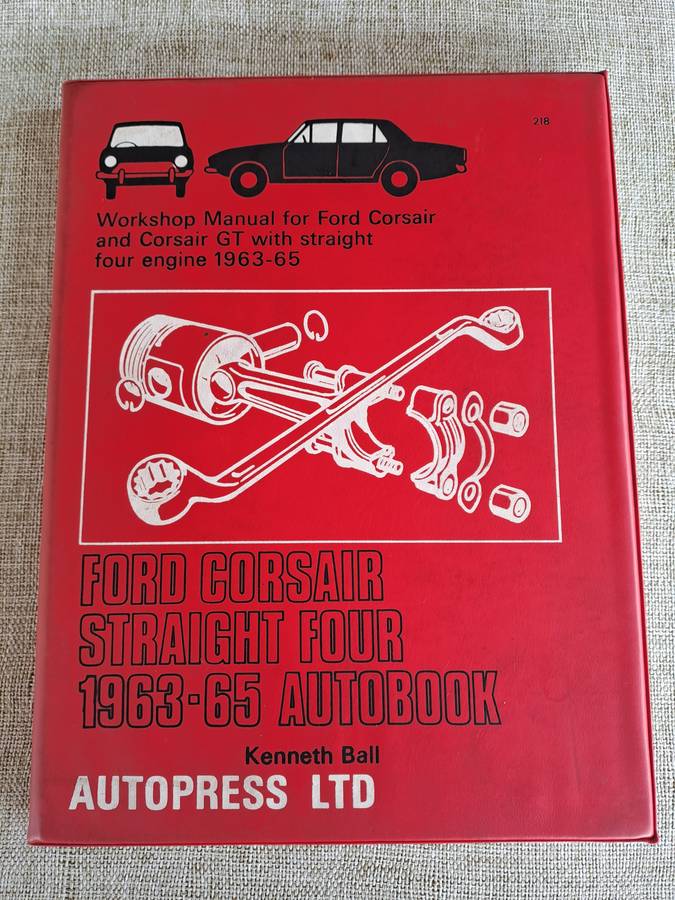 218
Workshop Manual for Ford Corsair
and Corsair GT with straight
four engine 1963-65
FORD CORSAIR
STRAIGHT FOUR
1963-65 AUTOBOOK
Kenneth Ball
AUTOPRESS LTD